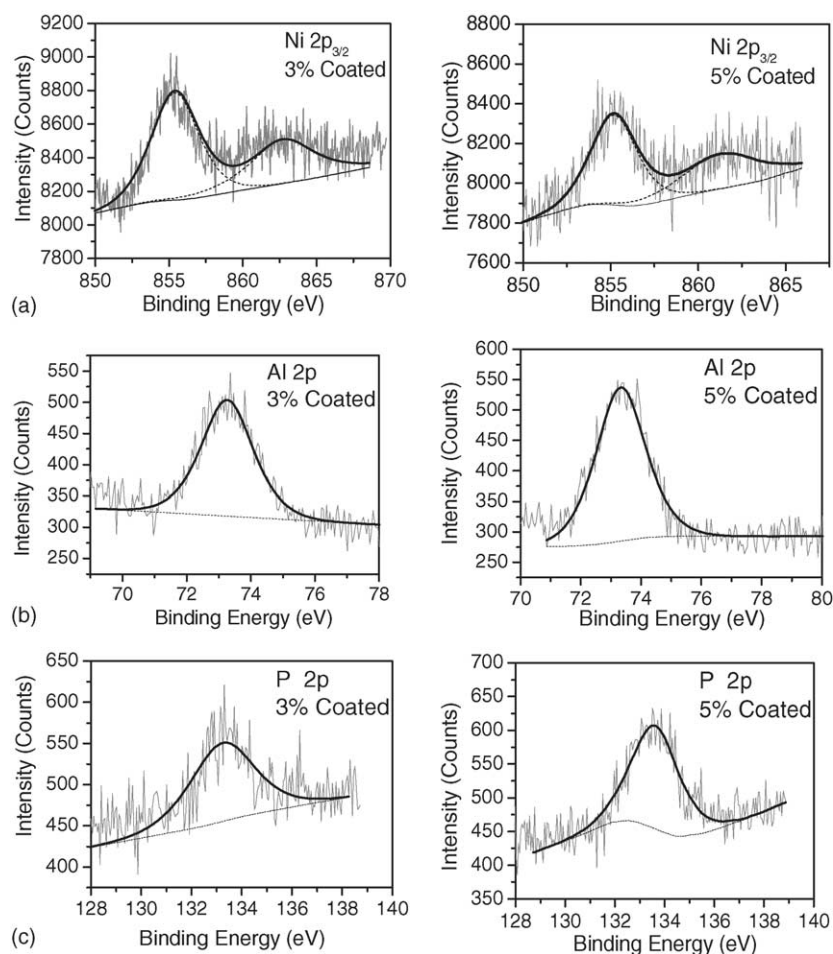 Ni 2p3/2
3% Coated
Intensity (Counts)
9200
9000
8800
8600
8400
8200
8000
7800
850 855 860 865 870
Binding Energy (eV)
Ni 2p3/2
5% Coated
Intensity (Counts)
8800
8600
8400
8200
8000
7800
7600
850 855 860 865
Binding Energy (eV)
(a)
Al 2p
3% Coated
Intensity (Counts)
550
500
450
400
350
300
250
70 72 74 76 78
Binding Energy (eV)
Al 2p
5% Coated
Intensity (Counts)
600
550
500
450
400
350
300
250
70 72 74 76 78 80
Binding Energy (eV)
(b)
P 2p
3% Coated
Intensity (Counts)
650
600
550
500
450
400
128 130 132 134 136 138 140
Binding Energy (eV)
P 2p
5% Coated
Intensity (Counts)
700
650
600
550
500
450
400
350
128 130 132 134 136 138 140
Binding Energy (eV)
(c)